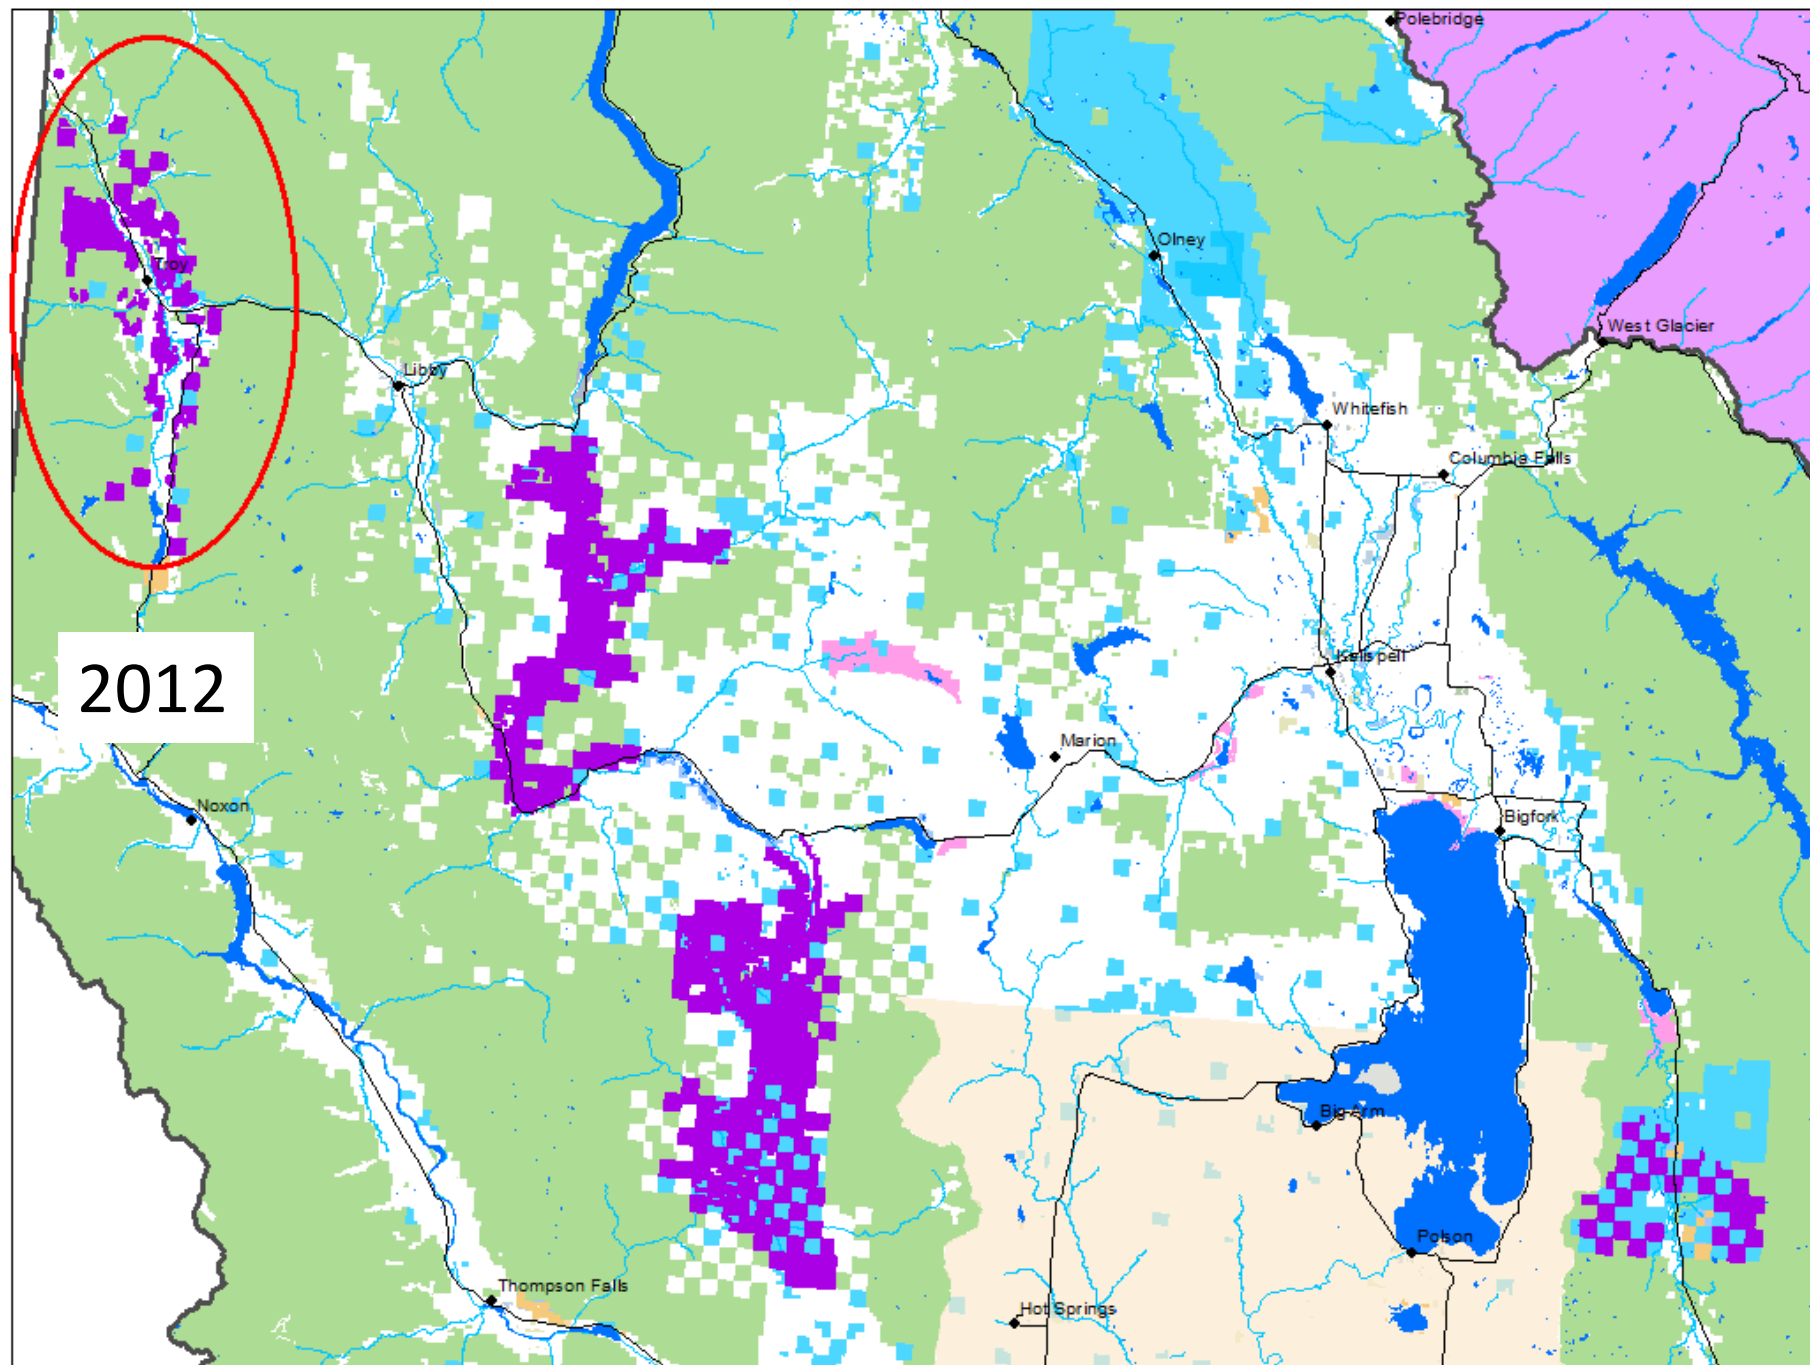 Polebridge
Olney
Troy
West Glacier
Libby
Whitefish
Columbia Falls
Kalispell
2012
Marion
Noxon
Bigfork
Big Arm
Polson
Thompson Falls
Hot Springs